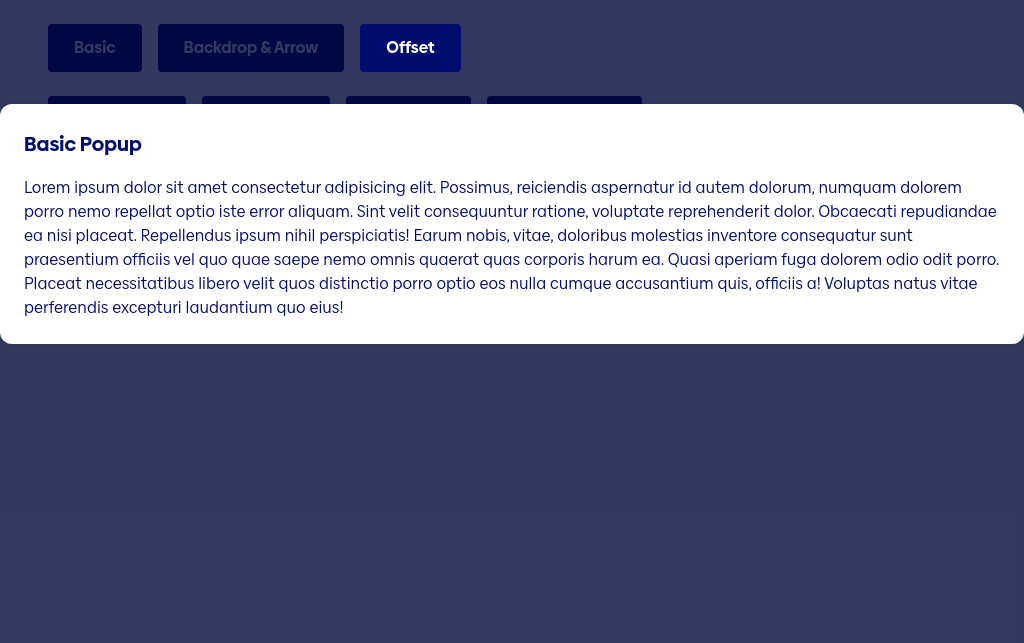 Basic
Backdrop & Arrow
Offset
Basic Popup
Lorem ipsum dolor sit amet consectetur adipisicing elit. Possimus, reiciendis aspernatur id autem dolorum, numquam dolorem
porro nemo repellat optio iste error aliquam. Sint velit consequuntur ratione, voluptate reprehenderit dolor. Obcaecati repudiandae
ea nisi placeat. Repellendus ipsum nihil perspiciatis! Earum nobis, vitae, doloribus molestias inventore consequatur sunt
praesentium officiis vel quo quae saepe nemo omnis quaerat quas corporis harum ea. Quasi aperiam fuga dolorem odio odit porro.
Placeat necessitatibus libero velit quos distinctio porro optio eos nulla cumque accusantium quis, officiis a! Voluptas natus vitae
perferendis excepturi laudantium quo eius!